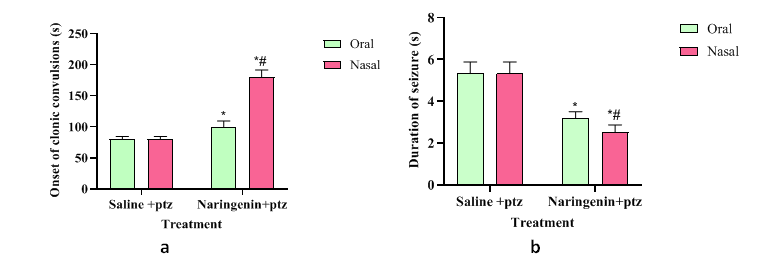 Onset of clonic convulsions (s)
250
200
150
100
50
0
*
*#
Saline +ptz Naringenin+ptz
Treatment
Oral
Nasal
a
Duration of seizure (s)
8
6
4
2
0
*
*#
Saline +ptz Naringenin+ptz
Treatment
Oral
Nasal
b